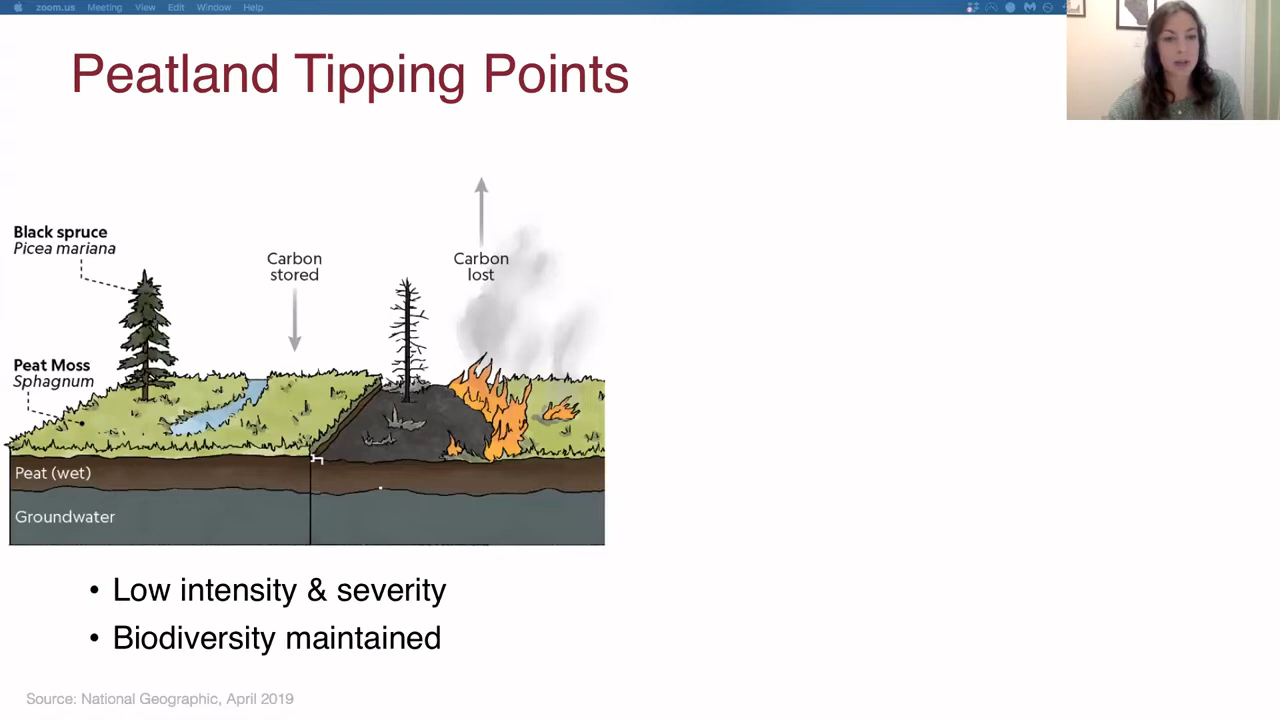 zoom.us Meeting View Edit Window Help
Peatland Tipping Points
Black spruce
Picea mariana
Carbon
stored
Carbon
lost
Peat Moss
Sphagnum
Peat (wet)
Groundwater
• Low intensity & severity
• Biodiversity maintained
Source: National Geographic, April 2019